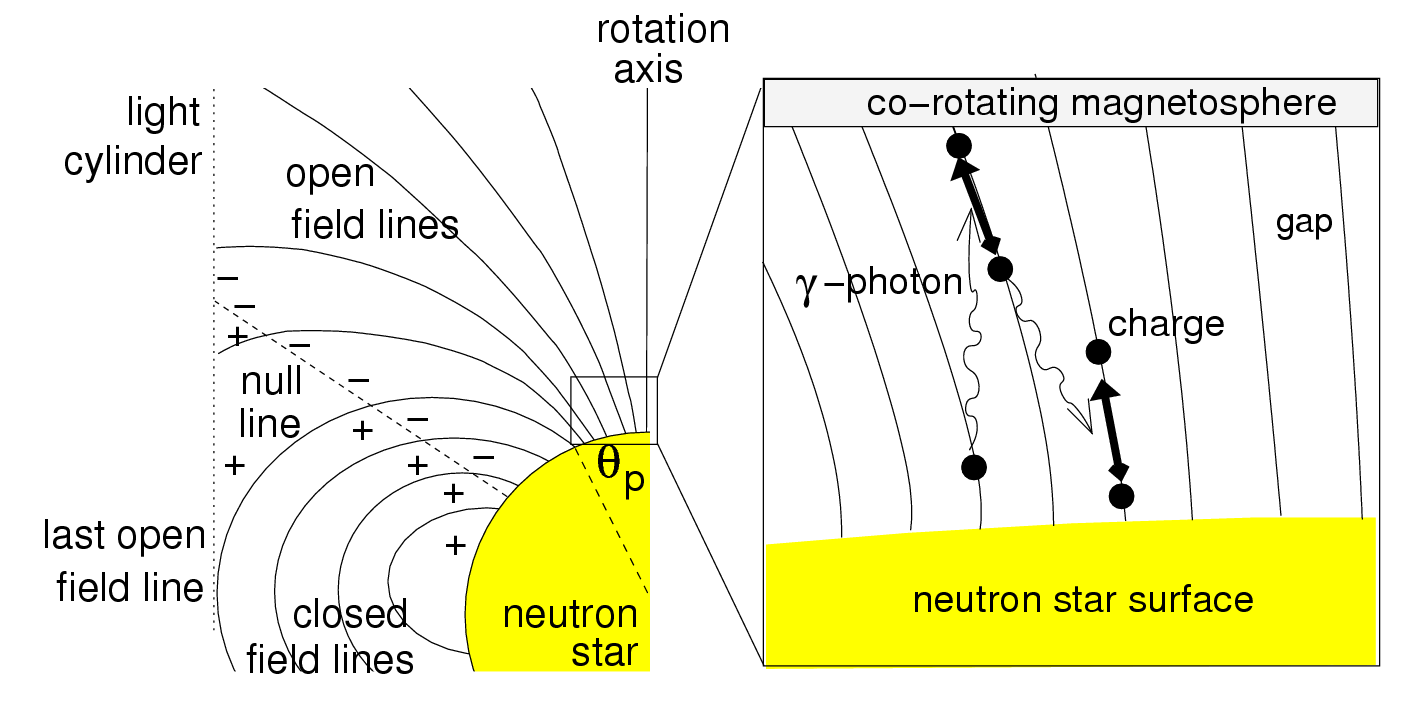 rotation
axis
light
cylinder
open
field lines
−
−
+
−
null
line
−
−
+
+
+
−
+
+
last open
field line
closed
field lines
θp
neutron
star
co−rotating magnetosphere
gap
γ−photon
charge
neutron star surface